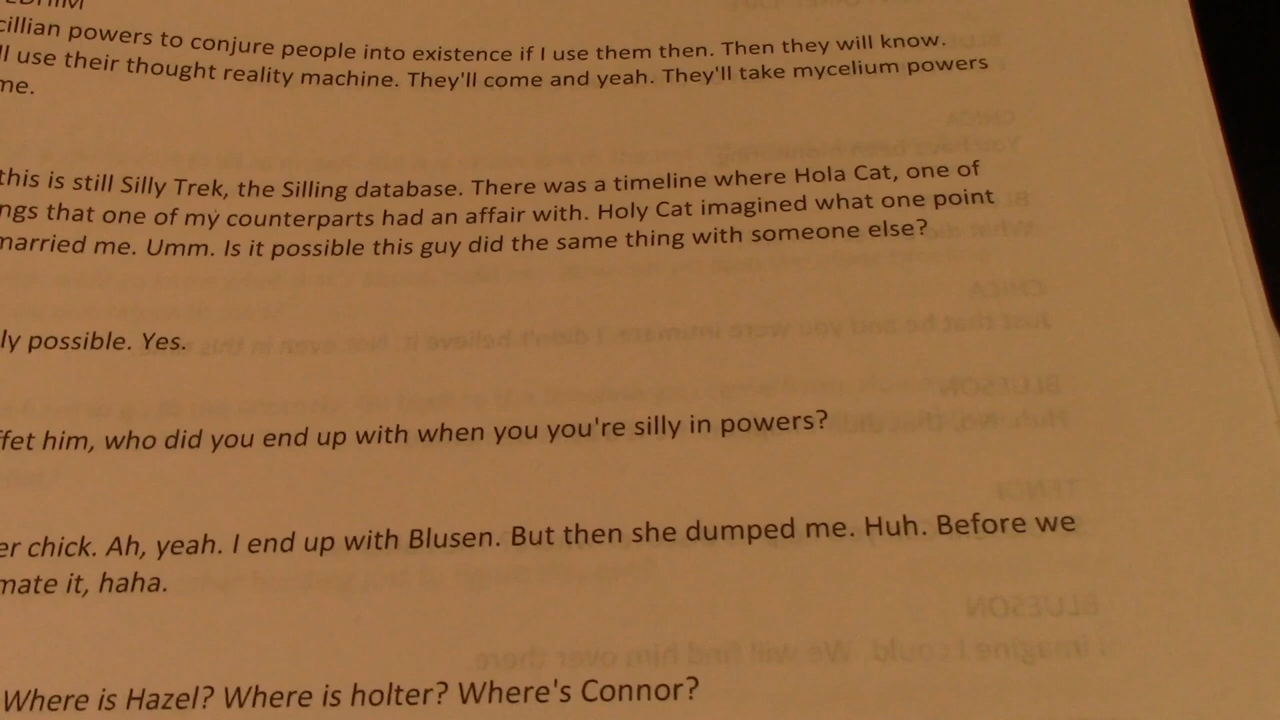 cillian powers to conjure people into existence if I use them then. Then they will know.
ll use their thought reality machine. They'll come and yeah. They'll take mycelium powers
me.
this is still Silly Trek, the Silling database. There was a timeline where Hola Cat, one of
ngs that one of my counterparts had an affair with. Holy Cat imagined what one point
married me. Umm. Is it possible this guy did the same thing with someone else?
ly possible. Yes.
ffet him, who did you end up with when you you're silly in powers?
er chick. Ah, yeah. I end up with Blusen. But then she dumped me. Huh. Before we
mate it, haha.
Where is Hazel? Where is holter? Where's Connor?